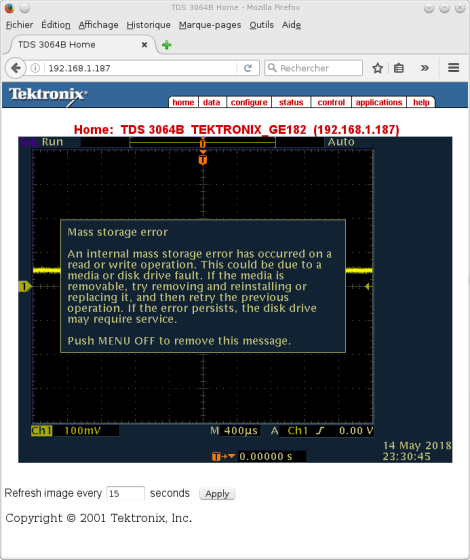 TDS 3064B Home - Mozilla Firefox
Fichier Édition Affichage Historique Marque-pages Outils Aide
TDS 3064B Home
192.168.1.187 Rechercher
Tektronix
home data configure status control applications help
Home: TDS 3064B TEKTRONIX_GE182 (192.168.1.187)
Run Auto
U
T
Mass storage error
An internal mass storage error has occurred on a
read or write operation. This could be due to a
media or disk drive fault. If the media is
removable, try removing and reinstalling or
replacing it, and then retry the previous
operation. If the error persists, the disk drive
may require service.
Push MENU OFF to remove this message.
1
Ch1 100mV M 400µs A Ch1 0.00 V
14 May 2018
T 0.00000 s
23:30:45
Refresh image every 15 seconds Apply
Copyright © 2001 Tektronix, Inc.